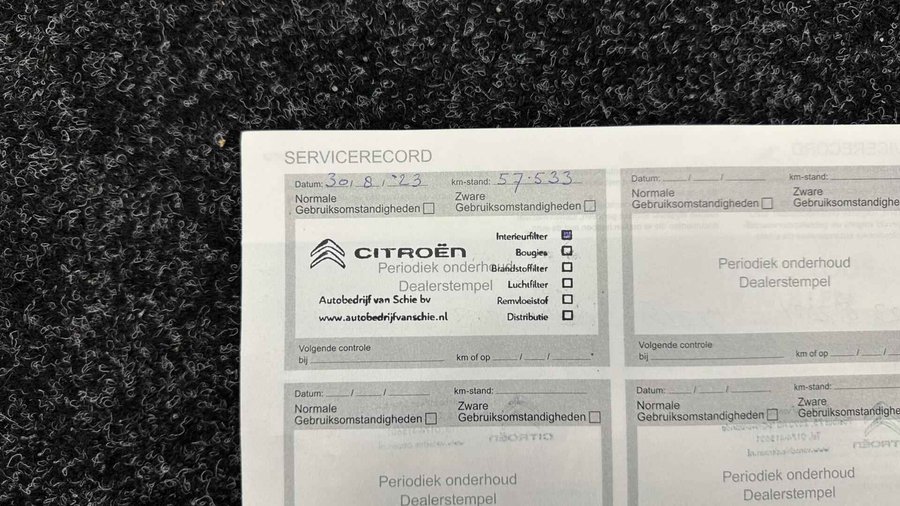 SERVICERECORD
Datum: 30/8/'23 km-stand: 57.533
Normale Zware
Gebruiksomstandigheden Gebruiksomstandigheden
CITROËN
Periodiek onderhoud
Dealerstempel
Autobedrijf van Schie bv
www.autobedrijfvanschie.nl
Interieurfilter
Bougies
Brandstoffilter
Luchtfilter
Remvloeistof
Distributie
Volgende controle
bij km of op / / *
Datum: / / km-stand:
Normale Zware
Gebruiksomstandigheden
Periodiek onderhoud
Dealerstempel
Volgende controle
bij km of op / /
Datum: / / km-stand:
Normale Zware
Gebruiksomstandigheden Gebruiksomstandigheden
Periodiek onderhoud
Dealerstempel
Datum: / / km-stand:
Normale Zware
Gebruiksomstandigheden
Periodiek onderhoud
Dealerstempel